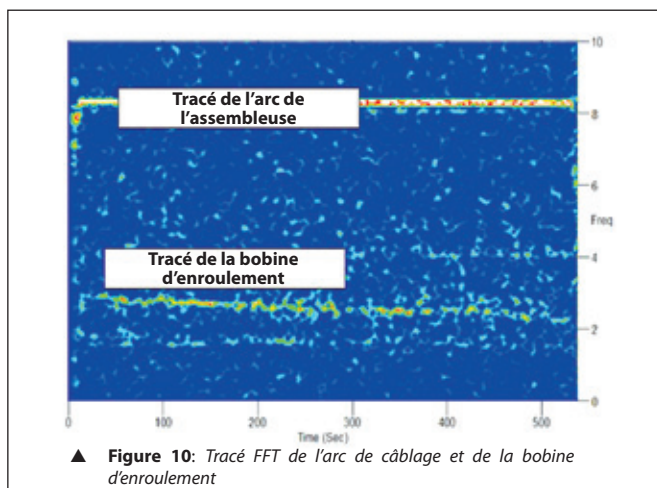 10
Tracé de l'arc de
l'assembleuse
8
6
Freq
Tracé de la bobine
d'enroulement
4
2
0
0 100 200 300 400 500
Time (Sec)
▲ Figure 10: Tracé FFT de l'arc de câblage et de la bobine
d'enroulement